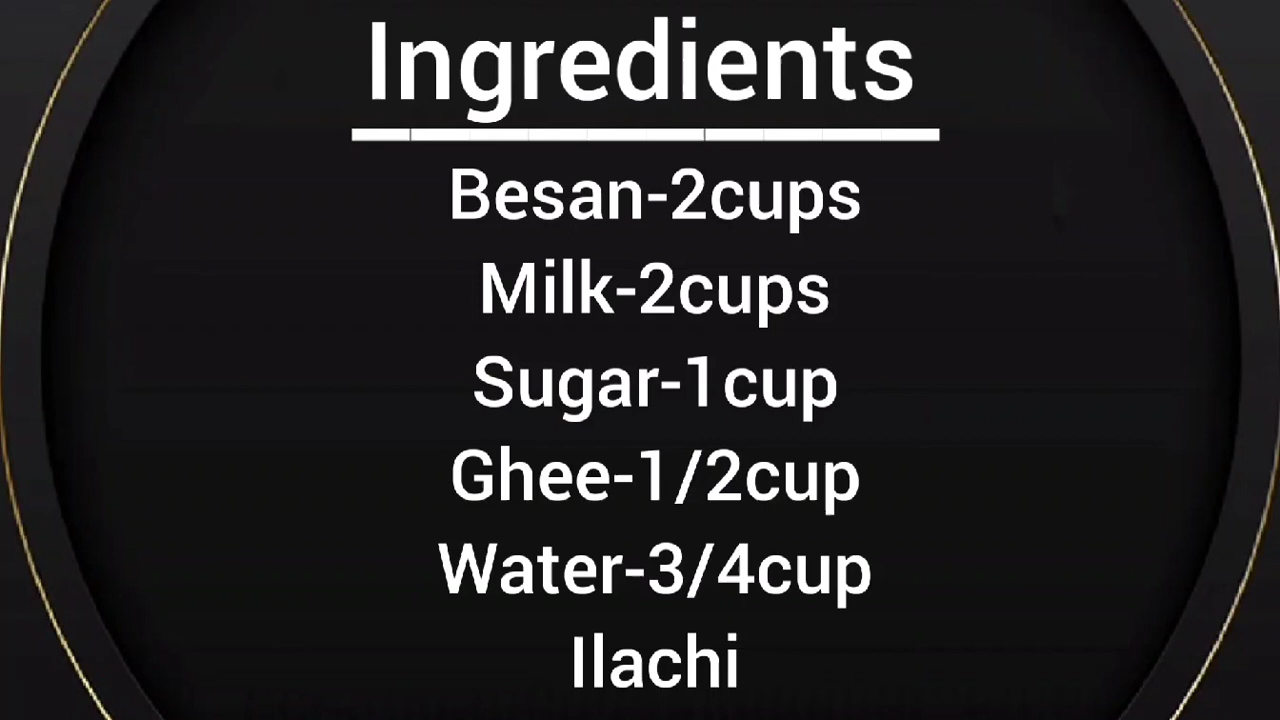 Ingredients
Besan-2cups
Milk-2cups
Sugar-1cup
Ghee-1/2cup
Water-3/4cup
Ilachi